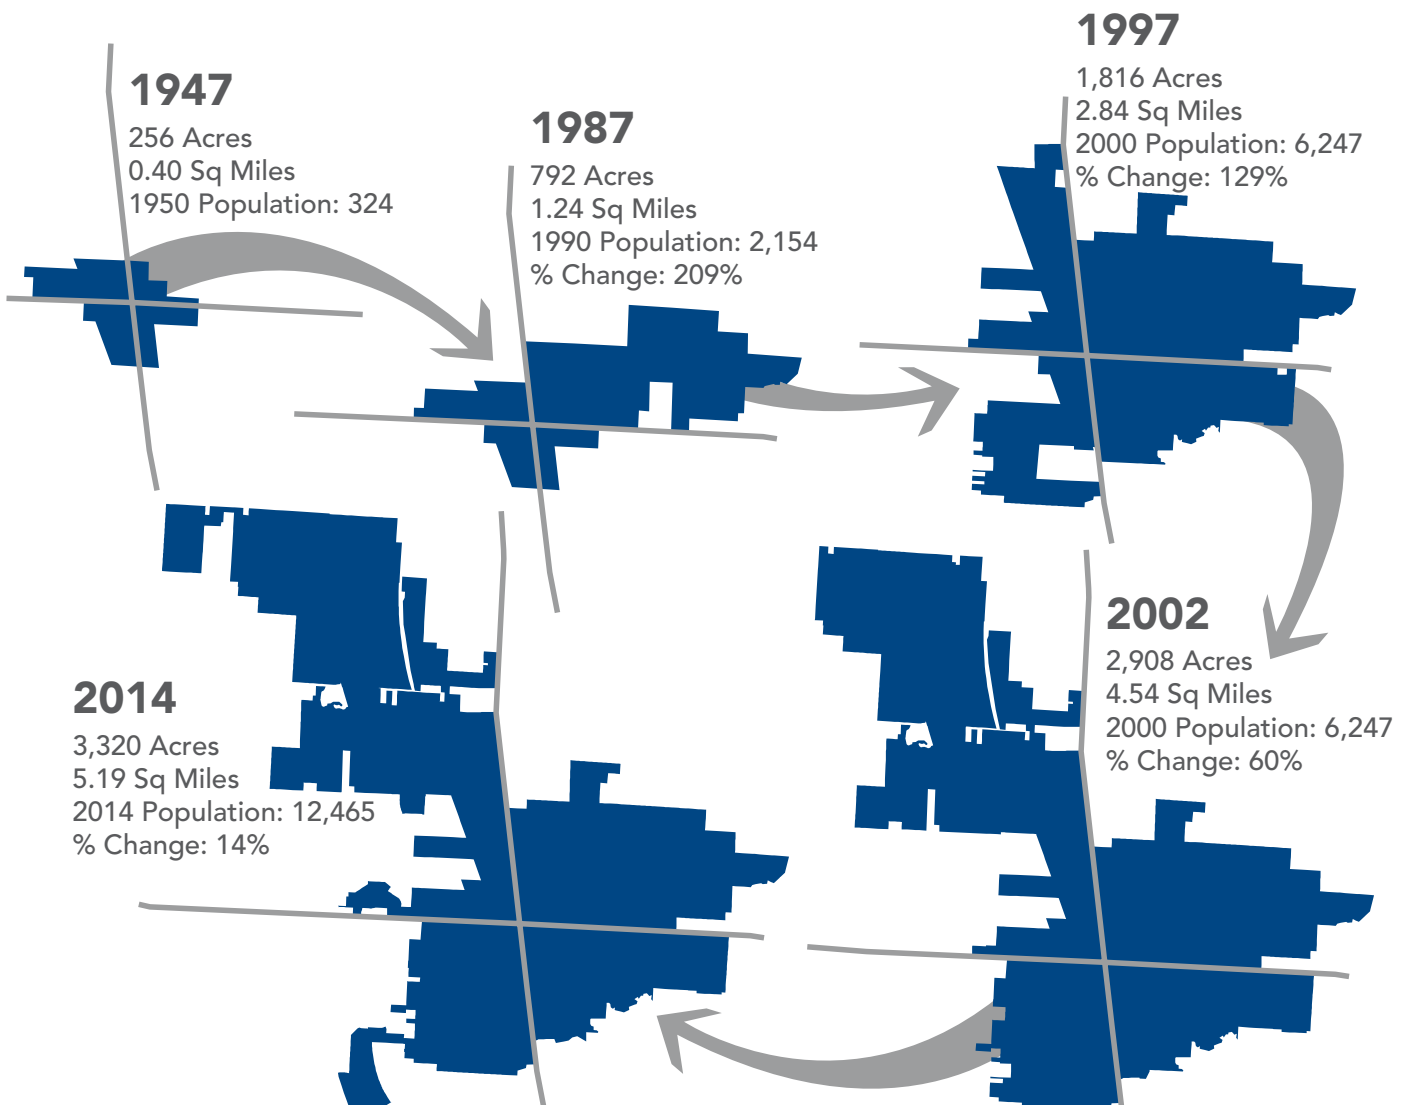 1947
256 Acres
0.40 Sq Miles
1950 Population: 324
1987
792 Acres
1.24 Sq Miles
1990 Population: 2,154
% Change: 209%
1997
1,816 Acres
2.84 Sq Miles
2000 Population: 6,247
% Change: 129%
2002
2,908 Acres
4.54 Sq Miles
2000 Population: 6,247
% Change: 60%
2014
3,320 Acres
5.19 Sq Miles
2014 Population: 12,465
% Change: 14%